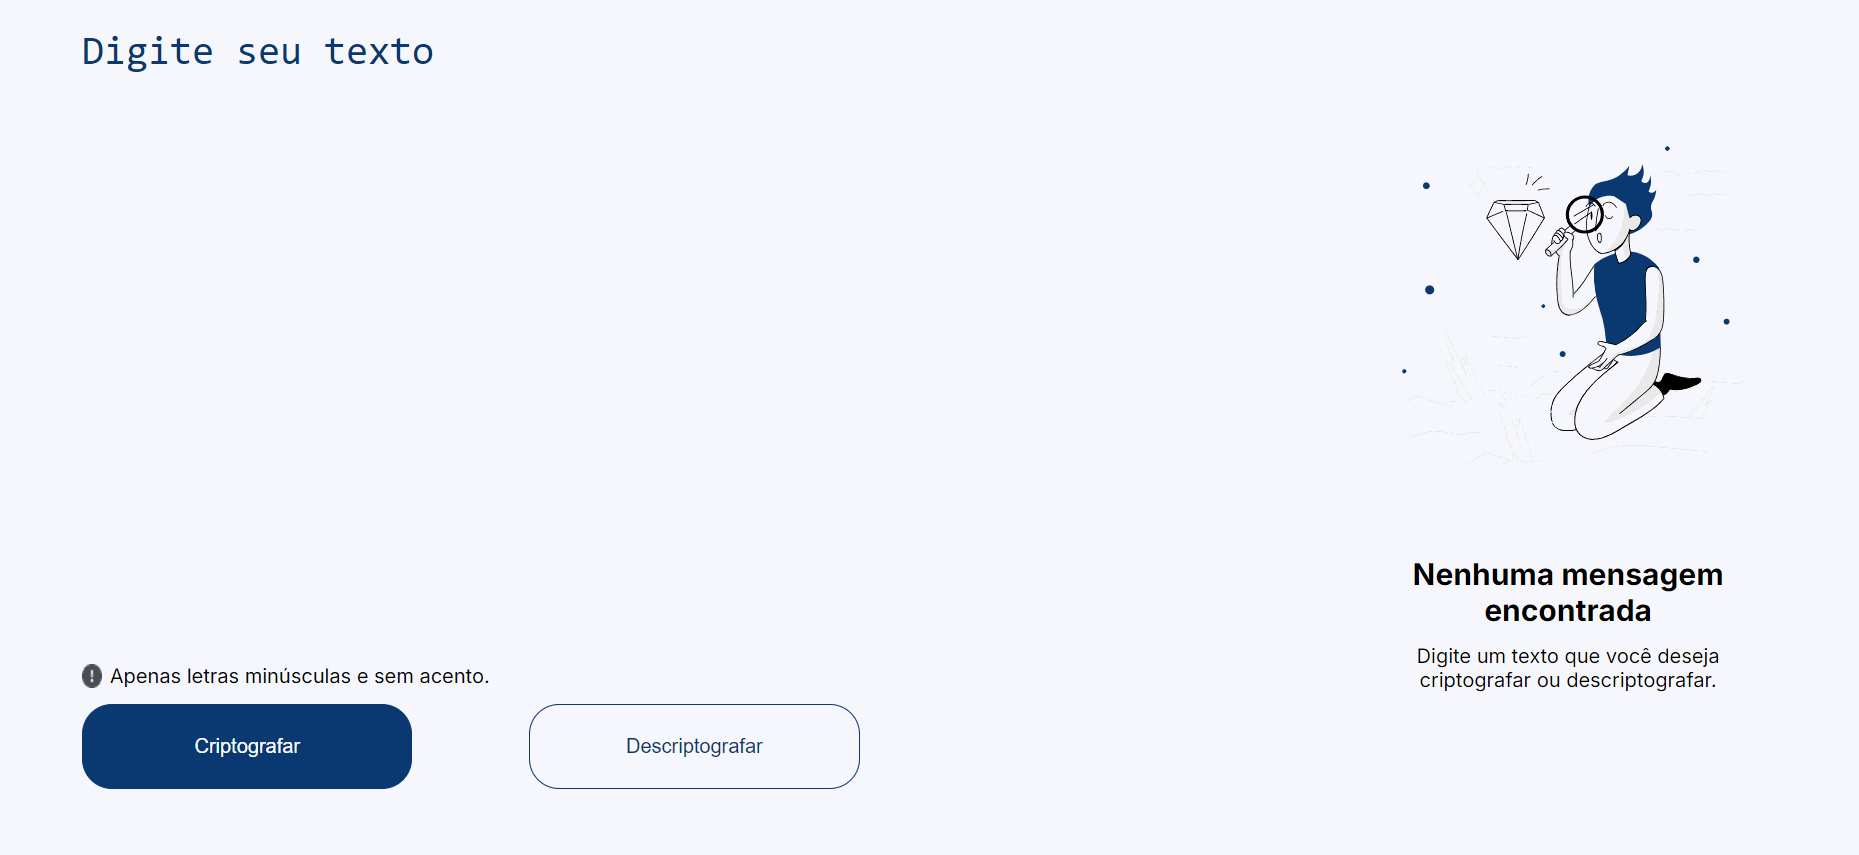 Digite seu texto
Apenas letras minúsculas e sem acento.
Criptografar
Descriptografar
Nenhuma mensagem
encontrada
Digite um texto que você deseja
criptografar ou descriptografar.